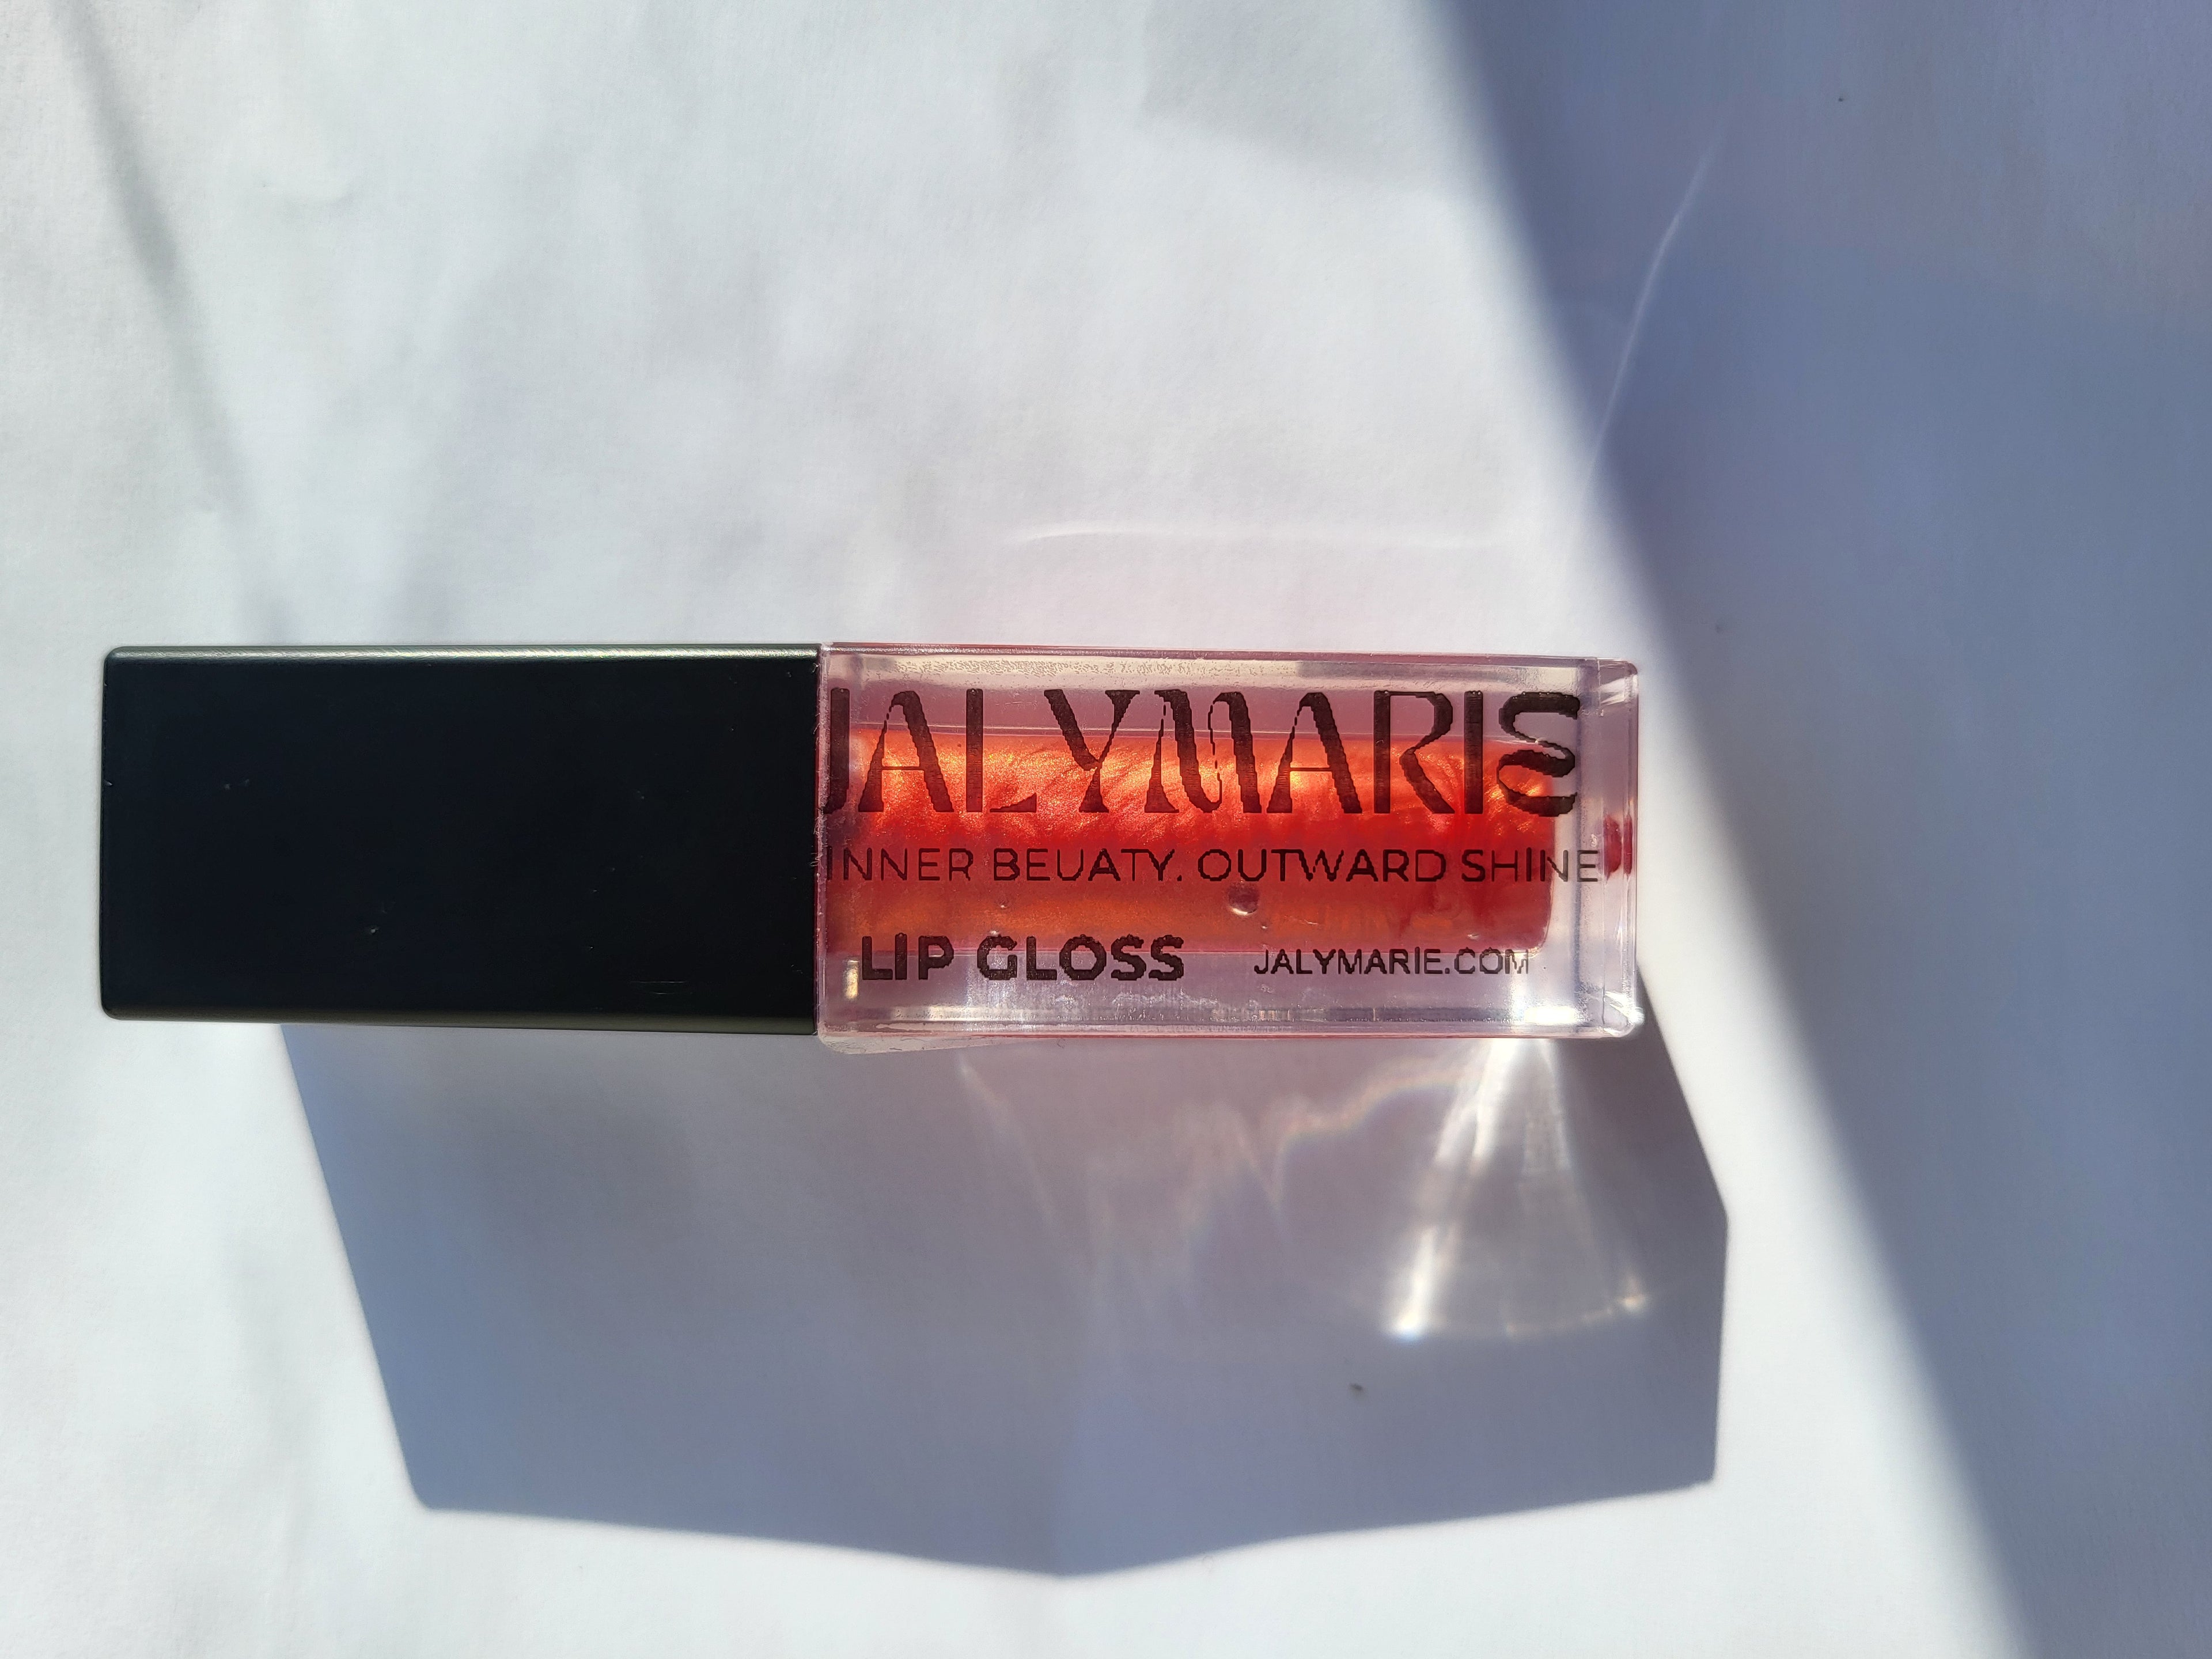 JALYMARIE
INNER BEUATY. OUTWARD SHINE
LIP GLOSS JALYMARIE.COM